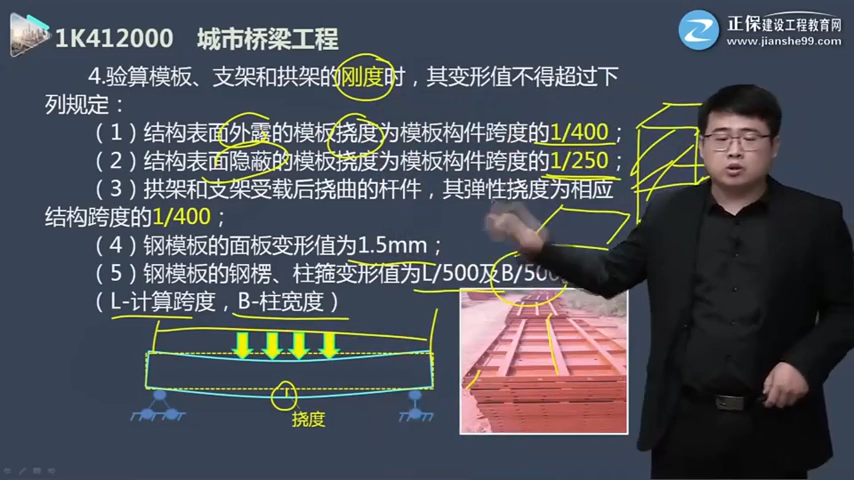 1K412000 城市桥梁工程
正保建设工程教育网
www.jianshe99.com
4.验算模板、支架和拱架的刚度时，其变形值不得超过下
列规定：
（1）结构表面外露的模板挠度为模板构件跨度的1/400；
（2）结构表面隐蔽的模板挠度为模板构件跨度的1/250；
（3）拱架和支架受载后挠曲的杆件，其弹性挠度为相应
结构跨度的1/400；
（4）钢模板的面板变形值为1.5mm；
（5）钢模板的钢楞、柱箍变形值为L/500及B/500
（L-计算跨度，B-柱宽度）
挠度